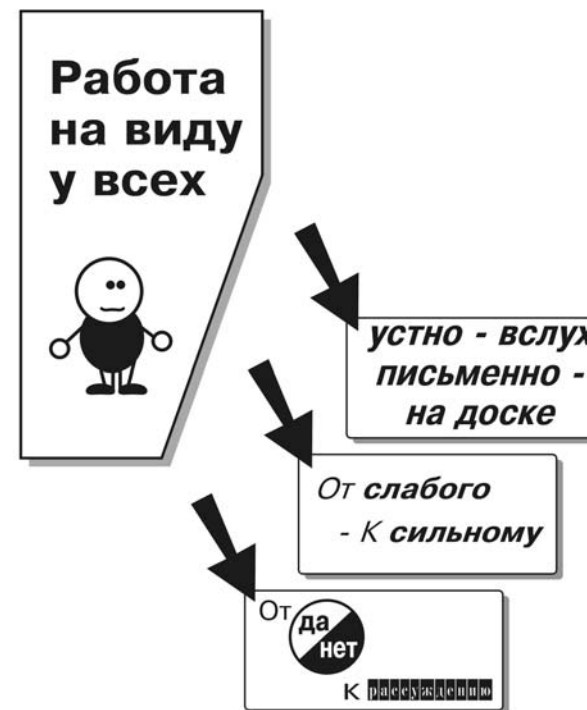 Работа
на виду
у всех
устно - вслух
письменно -
на доске
От слабого
- К сильному
От да
нет
К рассуждению